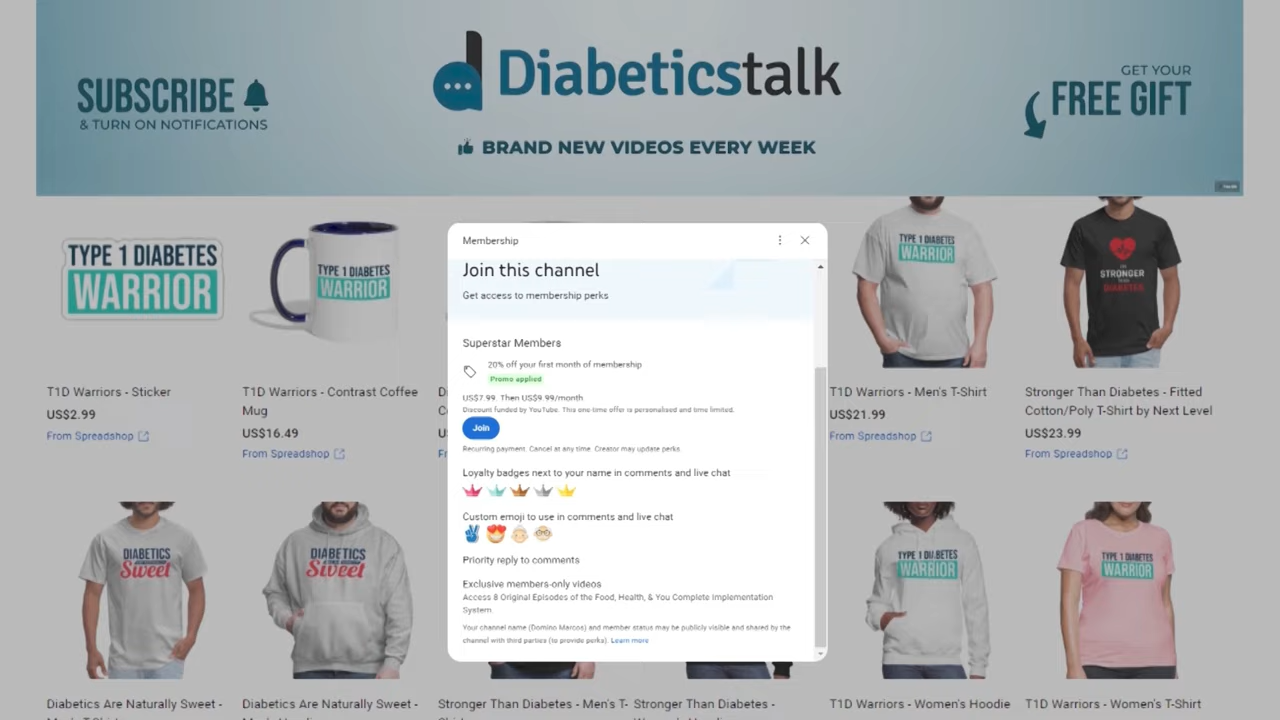 SUBSCRIBE
& TURN ON NOTIFICATIONS
Diabeticstalk
BRAND NEW VIDEOS EVERY WEEK
GET YOUR
FREE GIFT
TYPE 1 DIABETES
WARRIOR
TYPE 1 DIABETES
WARRIOR
TYPE 1 DIABETES
WARRIOR
STRONGER
DIABETES
T1D Warriors - Sticker
US$2.99
From Spreadshop
T1D Warriors - Contrast Coffee
Mug
US$16.49
From Spreadshop
T1D Warriors - Men's T-Shirt
US$21.99
From Spreadshop
Stronger Than Diabetes - Fitted
Cotton/Poly T-Shirt by Next Level
US$23.99
From Spreadshop
Membership
Join this channel
Get access to membership perks
Superstar Members
20% off your first month of membership
Promo applied
US$7.99. Then US$9.99/month
Discount funded by YouTube. This one-time offer is personalised and time limited.
Join
Recurring payment. Cancel at any time. Creator may update perks.
Loyalty badges next to your name in comments and live chat
Custom emoji to use in comments and live chat
Priority reply to comments
Exclusive members-only videos
Access 8 Original Episodes of the Food, Health, & You Complete Implementation
System
Your channel name (Domino Marcos) and member status may be publicly visible and shared by the
channel with third parties (to provide perks). Learn more
DIABETICS
Sweet
DIABETICS
Sweet
TYPE 1 DIABETES
WARRIOR
TYPE 1 DIABETES
WARRIOR
Diabetics Are Naturally Sweet -
Diabetics Are Naturally Sweet -
Stronger Than Diabetes - Men's T-
Stronger Than Diabetes -
T1D Warriors - Women's Hoodie
T1D Warriors - Women's T-Shirt